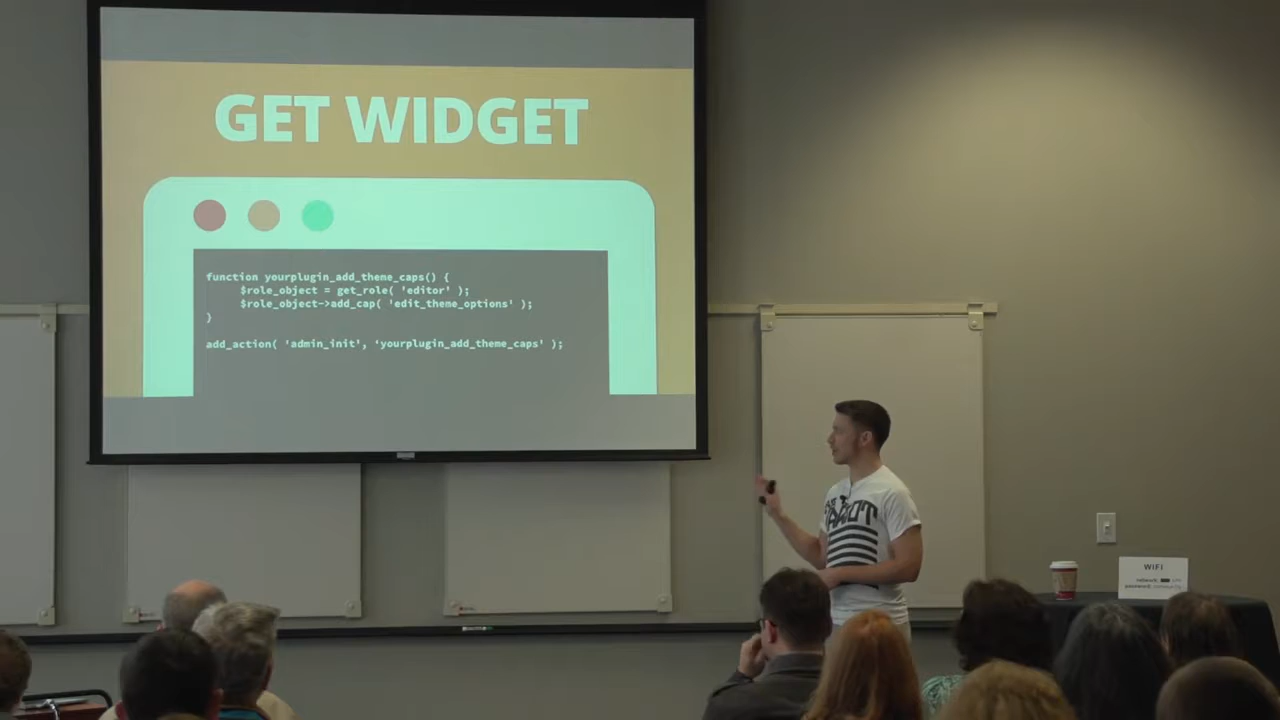 GET WIDGET
function yourplugin_add_theme_caps() {
$role_object = get_role( 'editor' );
$role_object->add_cap( 'edit_theme_options' );
}
add_action( 'admin_init', 'yourplugin_add_theme_caps' );
WIFI